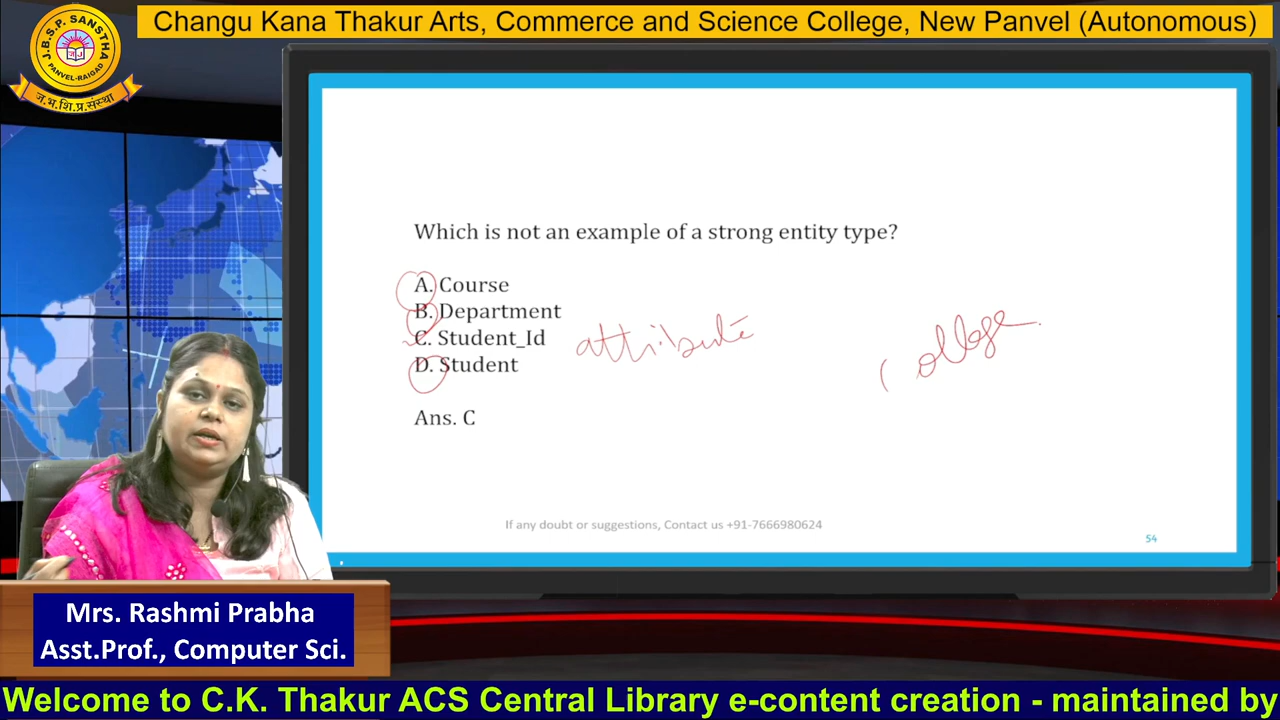 Changu Kana Thakur Arts, Commerce and Science College, New Panvel (Autonomous)
J.B.S.P. SANSTHA
PANVEL-RAIGAD
ज.भ.शि.प्र.संस्था
Which is not an example of a strong entity type?
A. Course
B. Department
C. Student_Id
attribute
college
D. Student
Ans. C
If any doubt or suggestions, Contact us +91-7666980624
54
Mrs. Rashmi Prabha
Asst.Prof., Computer Sci.
Welcome to C.K. Thakur ACS Central Library e-content creation - maintained by